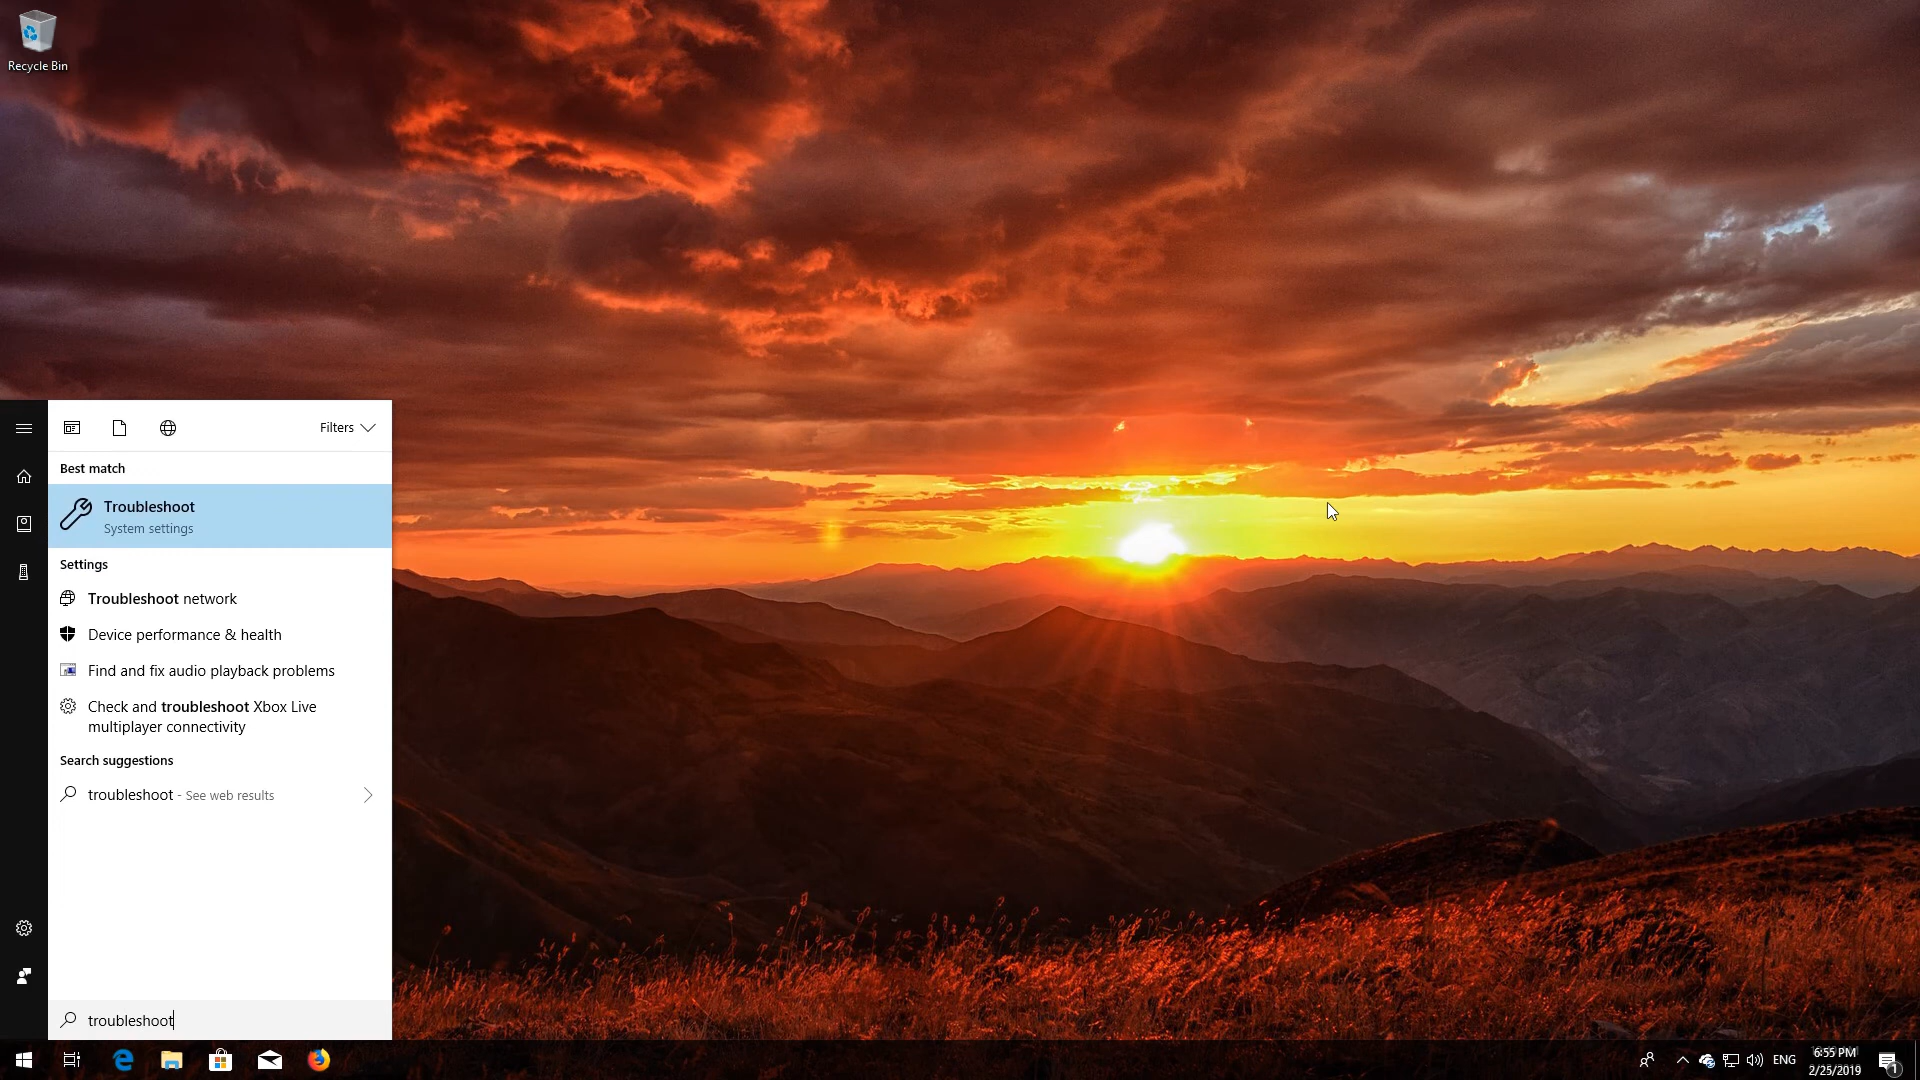 Recycle Bin
Filters
Best match
Troubleshoot
System settings
Settings
Troubleshoot network
Device performance & health
Find and fix audio playback problems
Check and troubleshoot Xbox Live
multiplayer connectivity
Search suggestions
troubleshoot - See web results
troubleshoot
ENG
6:55 PM
2/25/2019
1